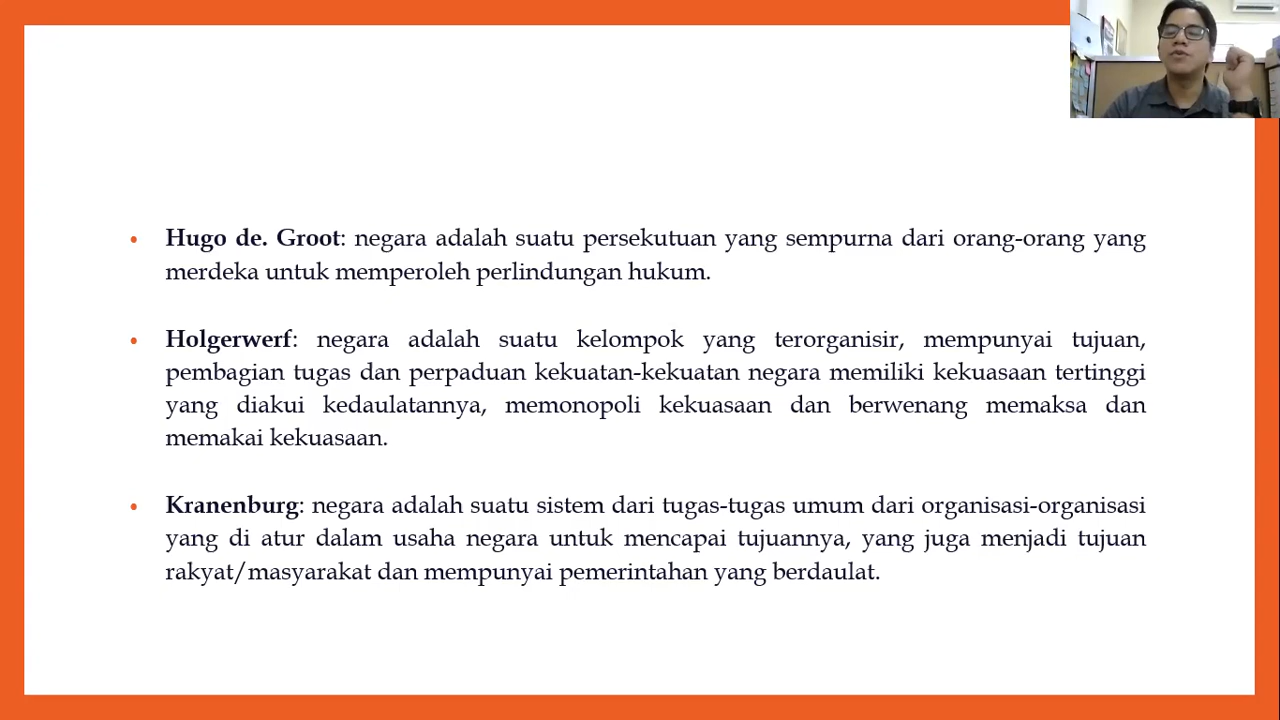 • Hugo de. Groot: negara adalah suatu persekutuan yang sempurna dari orang-orang yang
merdeka untuk memperoleh perlindungan hukum.
• Holgerwerf: negara adalah suatu kelompok yang terorganisir, mempunyai tujuan,
pembagian tugas dan perpaduan kekuatan-kekuatan negara memiliki kekuasaan tertinggi
yang diakui kedaulatannya, memonopoli kekuasaan dan berwenang memaksa dan
memakai kekuasaan.
• Kranenburg: negara adalah suatu sistem dari tugas-tugas umum dari organisasi-organisasi
yang di atur dalam usaha negara untuk mencapai tujuannya, yang juga menjadi tujuan
rakyat/masyarakat dan mempunyai pemerintahan yang berdaulat.